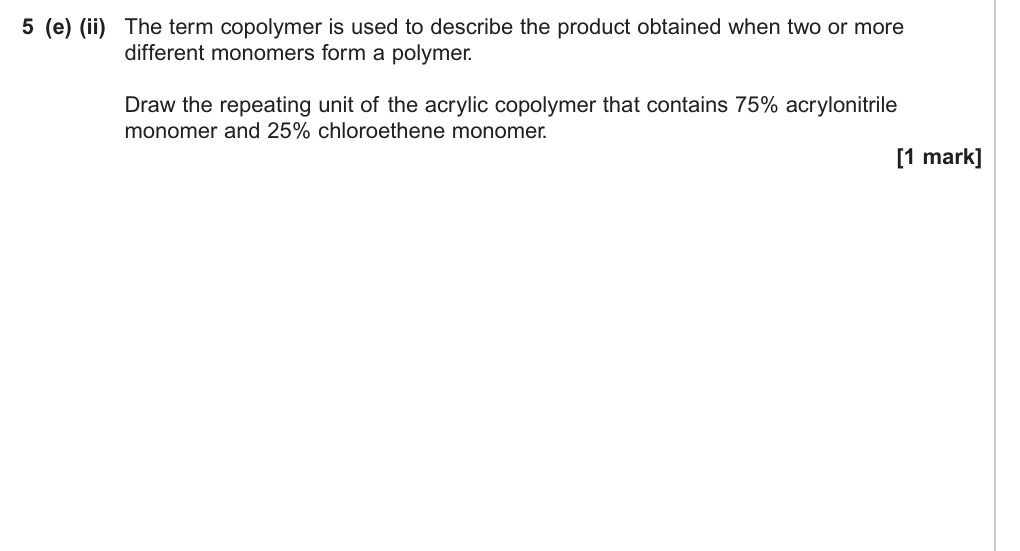 5 (e) (ii) The term copolymer is used to describe the product obtained when two or more
different monomers form a polymer.
Draw the repeating unit of the acrylic copolymer that contains 75% acrylonitrile
monomer and 25% chloroethene monomer.
[1 mark]